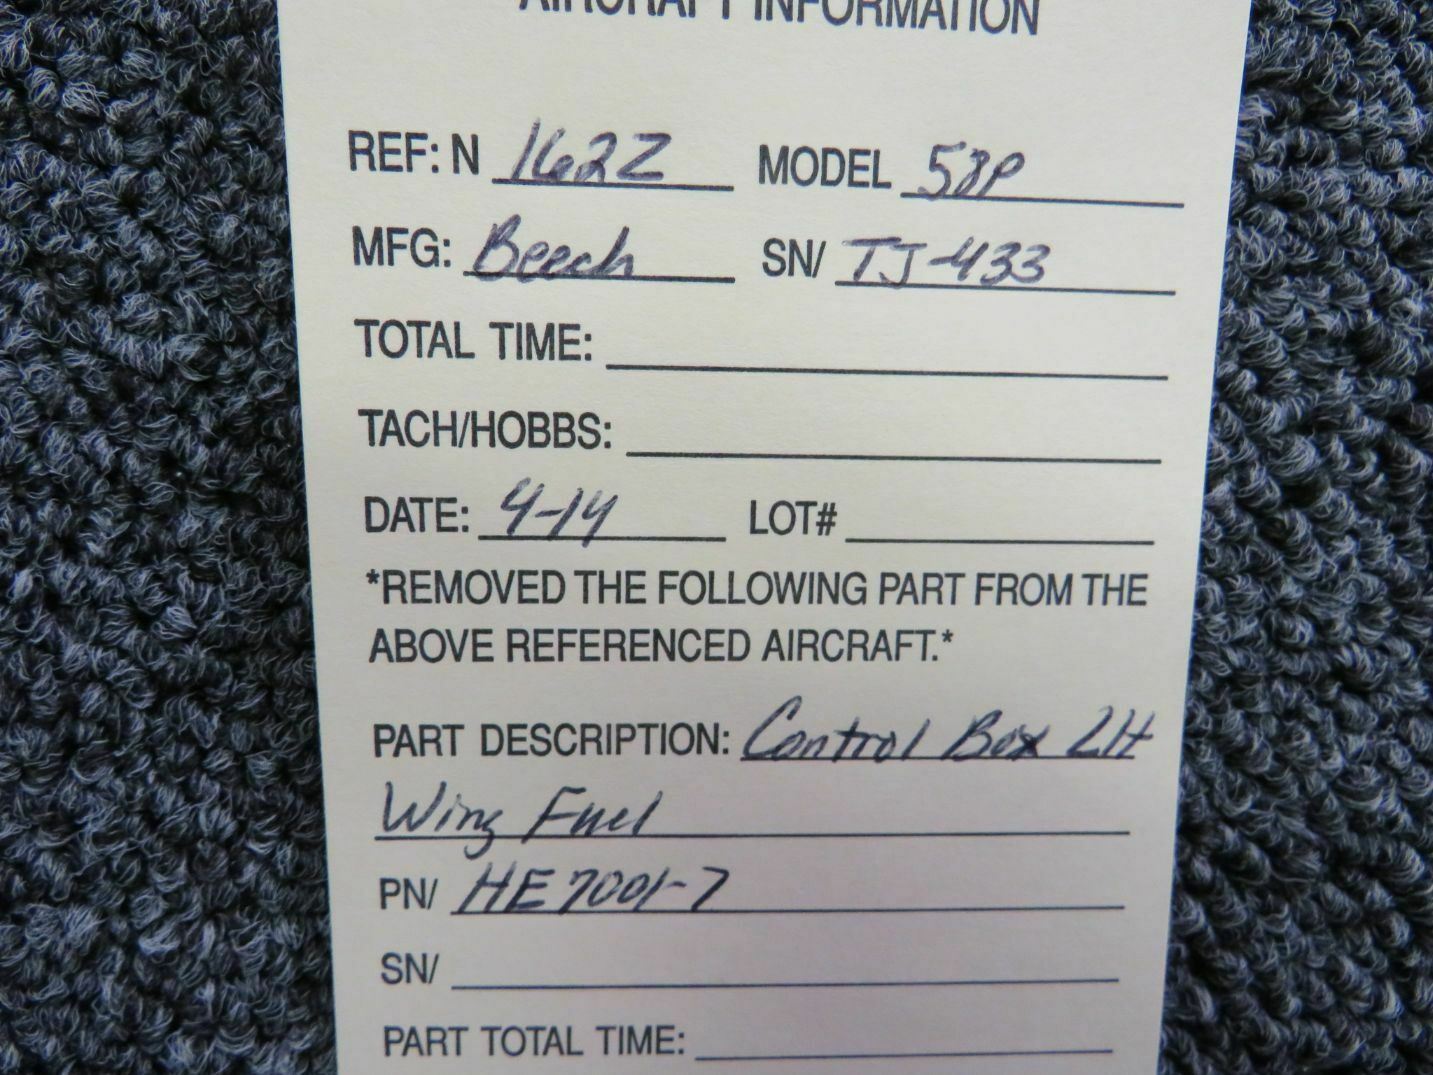 AIRCRAFT INFORMATION
REF: N 162Z MODEL 58P
MFG: Beech SN/ TJ-433
TOTAL TIME:
TACH/HOBBS:
DATE: 4-14 LOT#
*REMOVED THE FOLLOWING PART FROM THE
ABOVE REFERENCED AIRCRAFT.*
PART DESCRIPTION: Control Box LH
Wing Fuel
PN/ HE7001-7
SN/
PART TOTAL TIME: